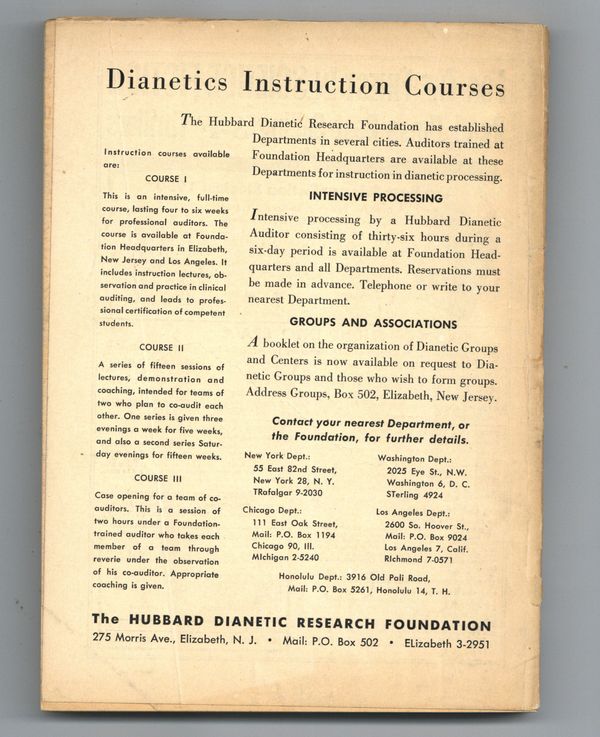 Dianetics Instruction Courses
The Hubbard Dianetic Research Foundation has established
Departments in several cities. Auditors trained at
Foundation Headquarters are available at these
Departments for instruction in dianetic processing.
Instruction courses available
are:
COURSE I
This is an intensive, full-time
course, lasting four to six weeks
for professional auditors. The
course is available at Founda-
tion Headquarters in Elizabeth,
New Jersey and Los Angeles. It
includes instruction lectures, ob-
servation and practice in clinical
auditing, and leads to profes-
sional certification of competent
students.
COURSE II
A series of fifteen sessions of
lectures, demonstration and
coaching, intended for teams of
two who plan to co-audit each
other. One series is given three
evenings a week for five weeks,
and also a second series Satur-
day evenings for fifteen weeks.
COURSE III
Case opening for a team of co-
auditors. This is a session of
two hours under a Foundation-
trained auditor who takes each
member of a team through
reverie under the observation
of his co-auditor. Appropriate
coaching is given.
INTENSIVE PROCESSING
Intensive processing by a Hubbard Dianetic
Auditor consisting of thirty-six hours during a
six-day period is available at Foundation Head-
quarters and all Departments. Reservations must
be made in advance. Telephone or write to your
nearest Department.
GROUPS AND ASSOCIATIONS
A booklet on the organization of Dianetic Groups
and Centers is now available on request to Dia-
netic Groups and those who wish to form groups.
Address Groups, Box 502, Elizabeth, New Jersey.
Contact your nearest Department, or
the Foundation, for further details.
New York Dept.:
55 East 82nd Street,
New York 28, N. Y.
TRafalgar 9-2030
Washington Dept.:
2025 Eye St., N.W.
Washington 6, D. C.
STerling 4924
Chicago Dept.:
111 East Oak Street,
Mail: P.O. Box 1194
Chicago 90, Ill.
MIchigan 2-5240
Los Angeles Dept.:
2600 So. Hoover St.,
Mail: P.O. Box 9024
Los Angeles 7, Calif.
RIchmond 7-0571
Honolulu Dept.: 3916 Old Pali Road,
Mail: P.O. Box 5261, Honolulu 14, T. H.
The HUBBARD DIANETIC RESEARCH FOUNDATION
275 Morris Ave., Elizabeth, N. J. • Mail: P.O. Box 502 • ELizabeth 3-2951